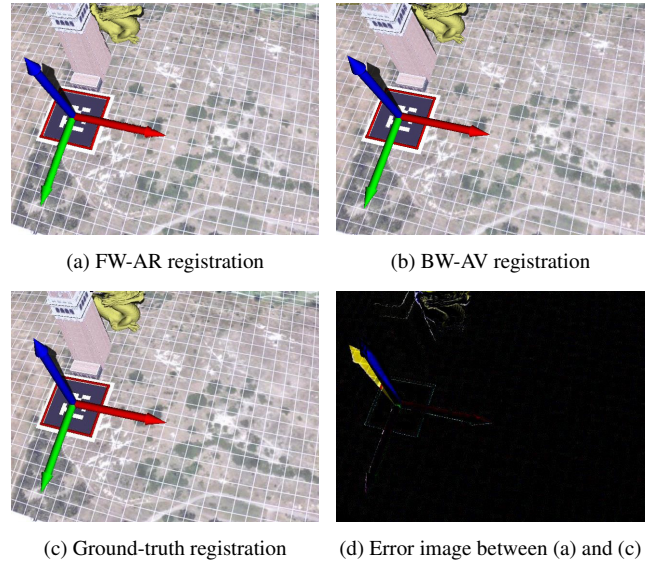 (a) FW-AR registration
(b) BW-AV registration
(c) Ground-truth registration
(d) Error image between (a) and (c)